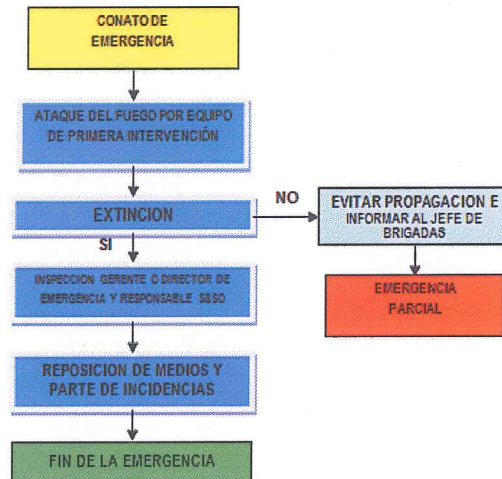 CONATO DE
EMERGENCIA
ATAQUE DEL FUEGO POR EQUIPO
DE PRIMERA INTERVENCIÓN
EXTINCION
NO
EVITAR PROPAGACION E
INFORMAR AL JEFE DE
BRIGADAS
SI
INSPECCION GERENTE O DIRECTOR DE
EMERGENCIA Y RESPONSABLE S&SO
EMERGENCIA
PARCIAL
REPOSICION DE MEDIOS Y
PARTE DE INCIDENCIAS
FIN DE LA EMERGENCIA